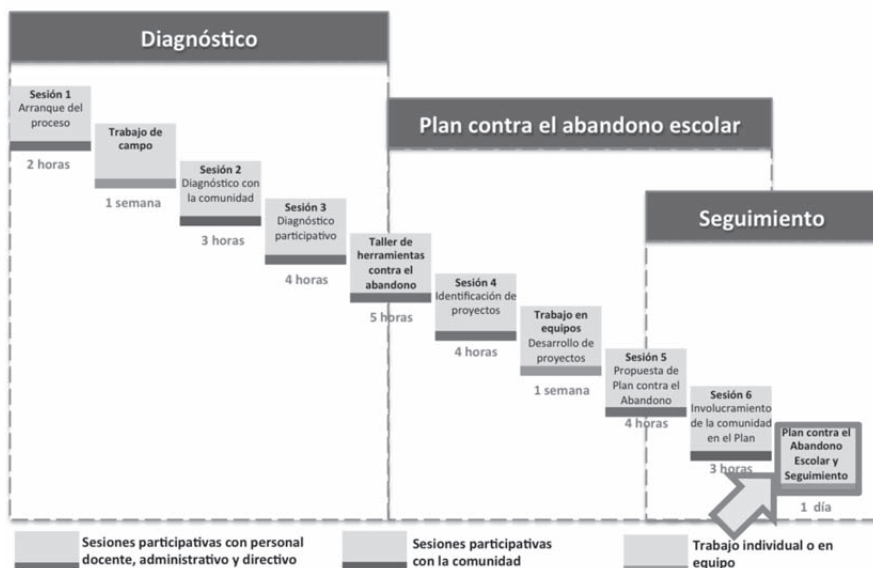 Diagnóstico
Sesión 1
Arranque del
proceso
2 horas
Trabajo de
campo
1 semana
Sesión 2
Diagnóstico con
la comunidad
3 horas
Sesión 3
Diagnóstico
participativo
4 horas
Plan contra el abandono escolar
Taller de
herramientas
contra el
abandono
5 horas
Sesión 4
Identificación de
proyectos
4 horas
Trabajo en
equipos
Desarrollo de
proyectos
1 semana
Seguimiento
Sesión 5
Propuesta de
Plan contra el
Abandono
4 horas
Sesión 6
Involucramiento
de la comunidad
en el Plan
3 horas
Plan contra el
Abandono
Escolar y
Seguimiento
1 día
Sesiones participativas con personal
docente, administrativo y directivo
Sesiones participativas
con la comunidad
Trabajo individual o en
equipo